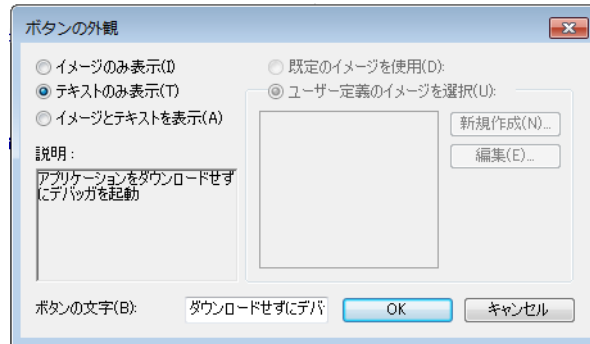 ボタンの外観
イメージのみ表示(I)
テキストのみ表示(T)
イメージとテキストを表示(A)
既定のイメージを使用(D):
ユーザー定義のイメージを選択(U):
新規作成(N)...
編集(E)...
説明:
アプリケーションをダウンロードせず
にデバッガを起動
ボタンの文字(B):
ダウンロードせずにデバ
OK
キャンセル